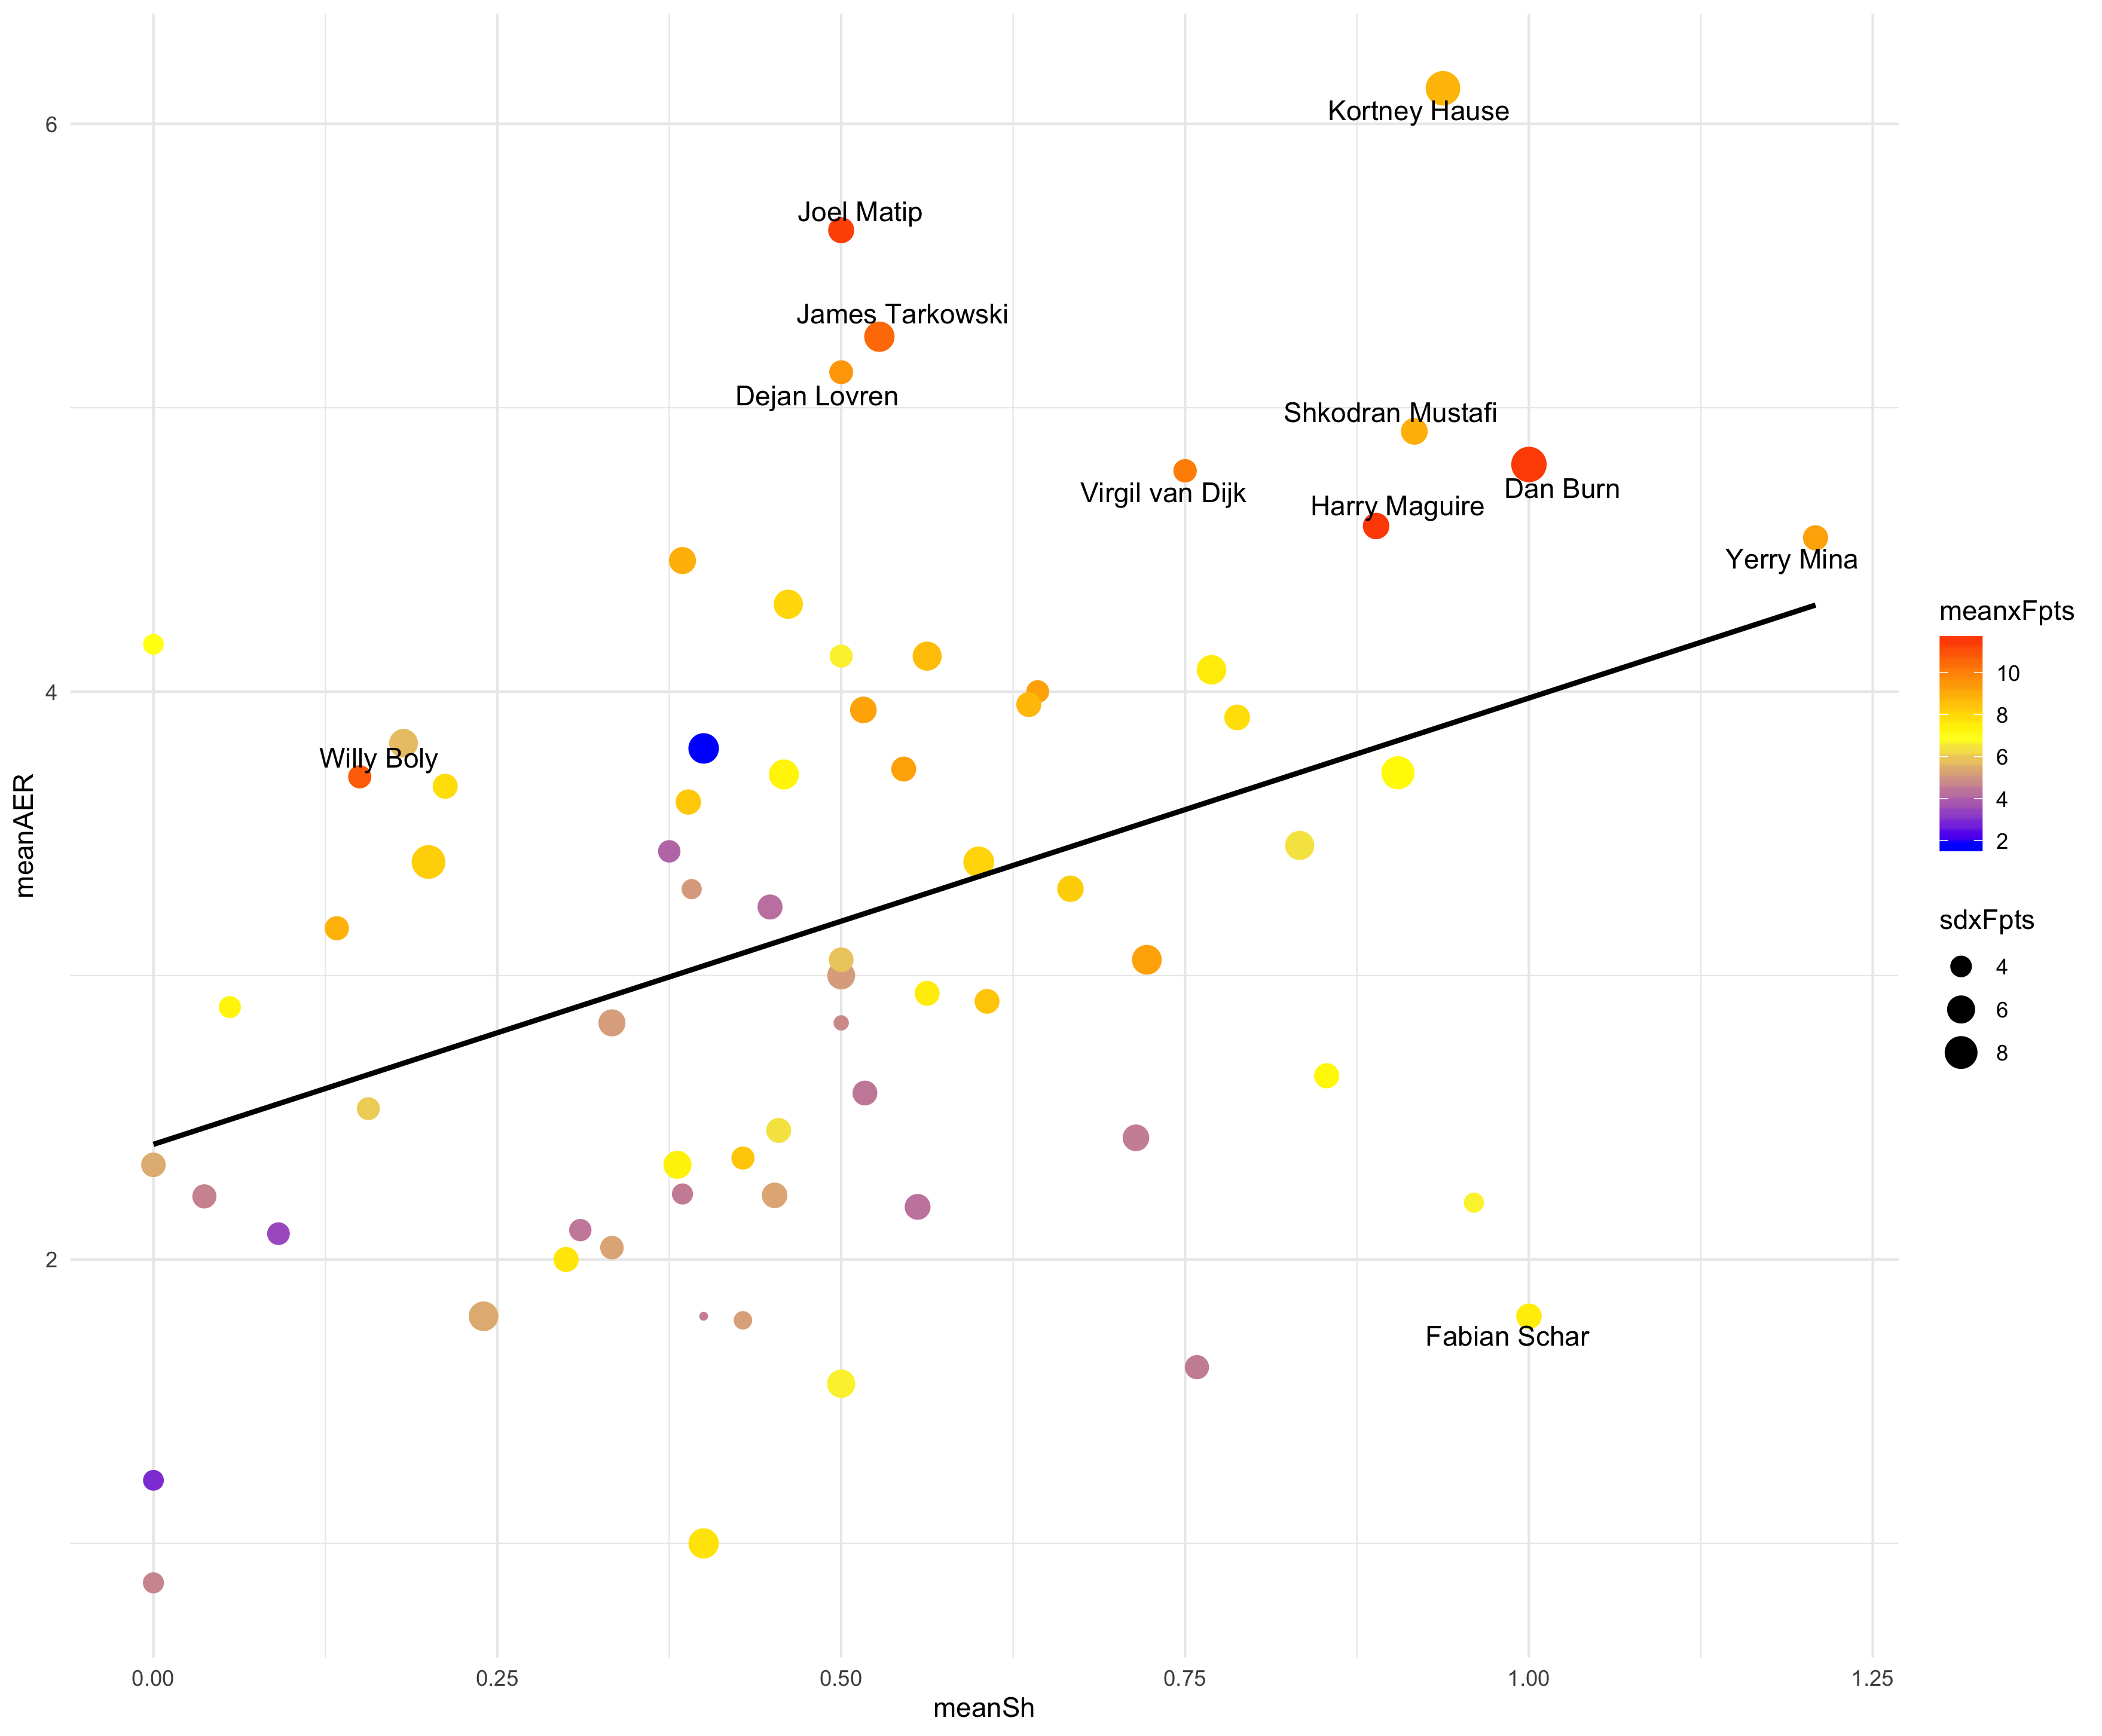 Kortney Hause
6
Joel Matip
James Tarkowski
Dejan Lovren
Shkodran Mustafi
Virgil van Dijk
Dan Burn
Harry Maguire
Yerry Mina
meanxFpts
10
8
6
4
2
4
Willy Boly
meanAER
sdxFpts
4
6
8
2
Fabian Schar
0.00 0.25 0.50 0.75 1.00 1.25
meanSh